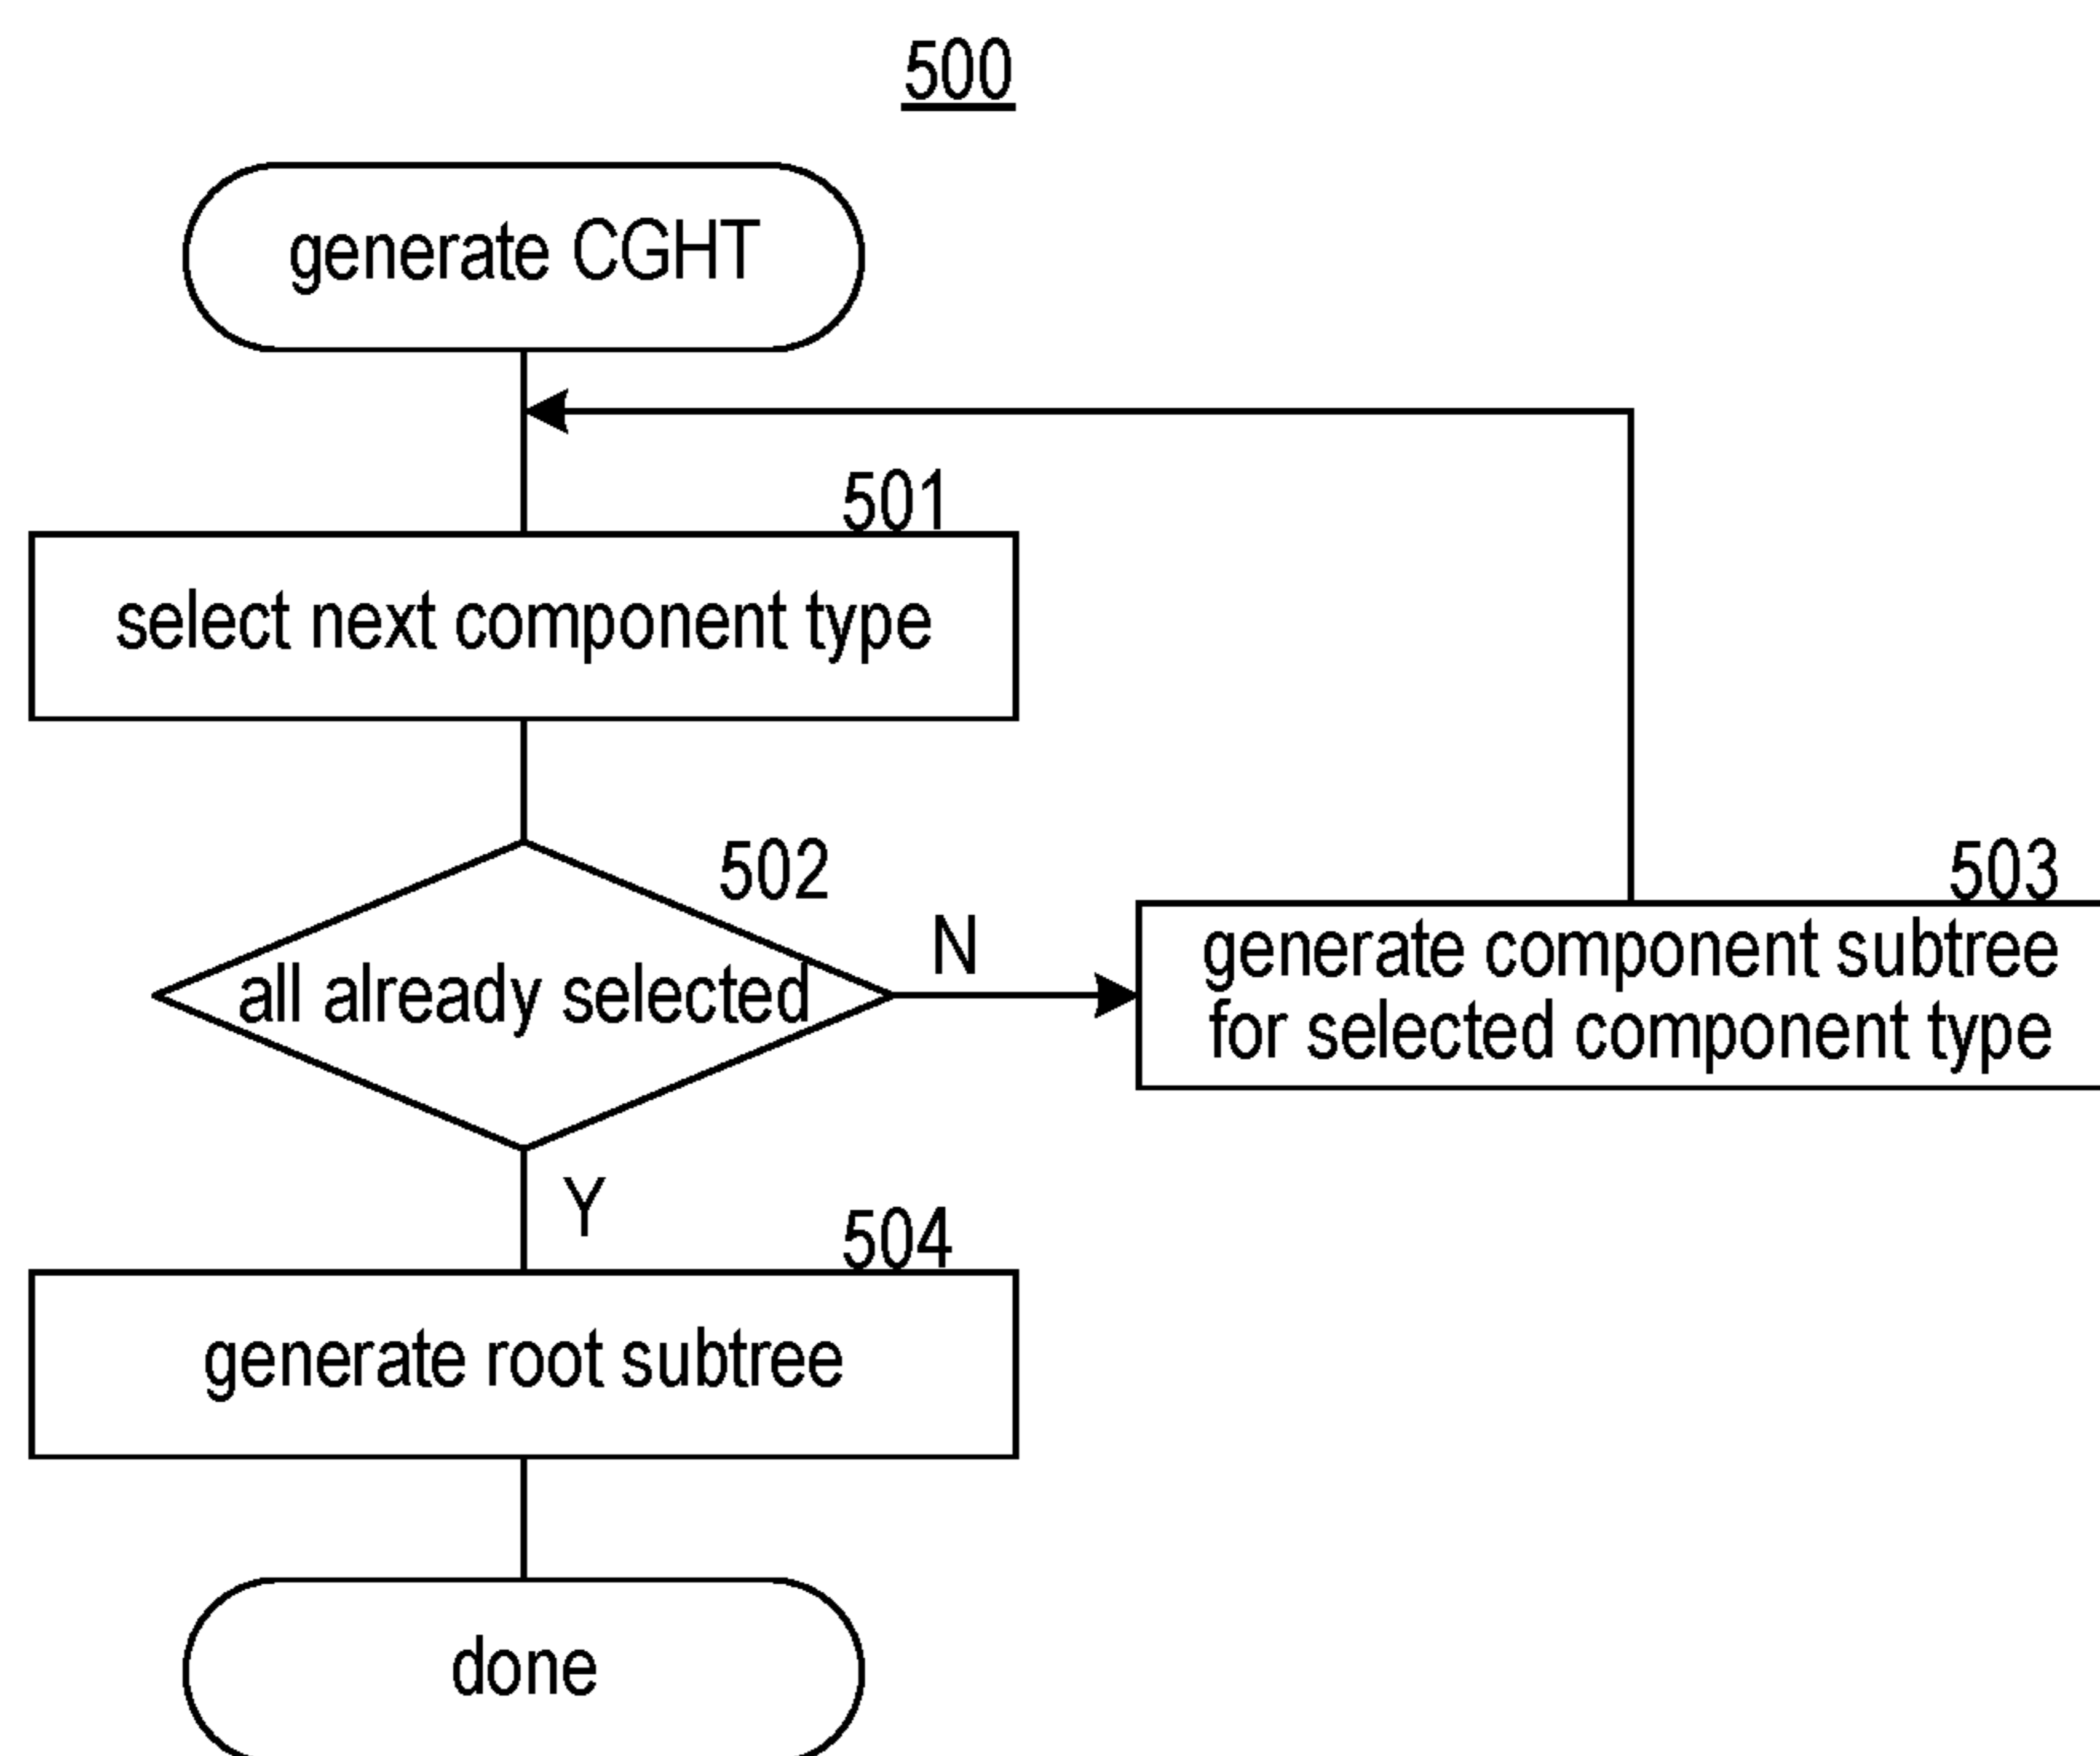 500
generate CGHT
501
select next component type
502
all already selected
N
503
generate component subtree
for selected component type
Y
504
generate root subtree
done